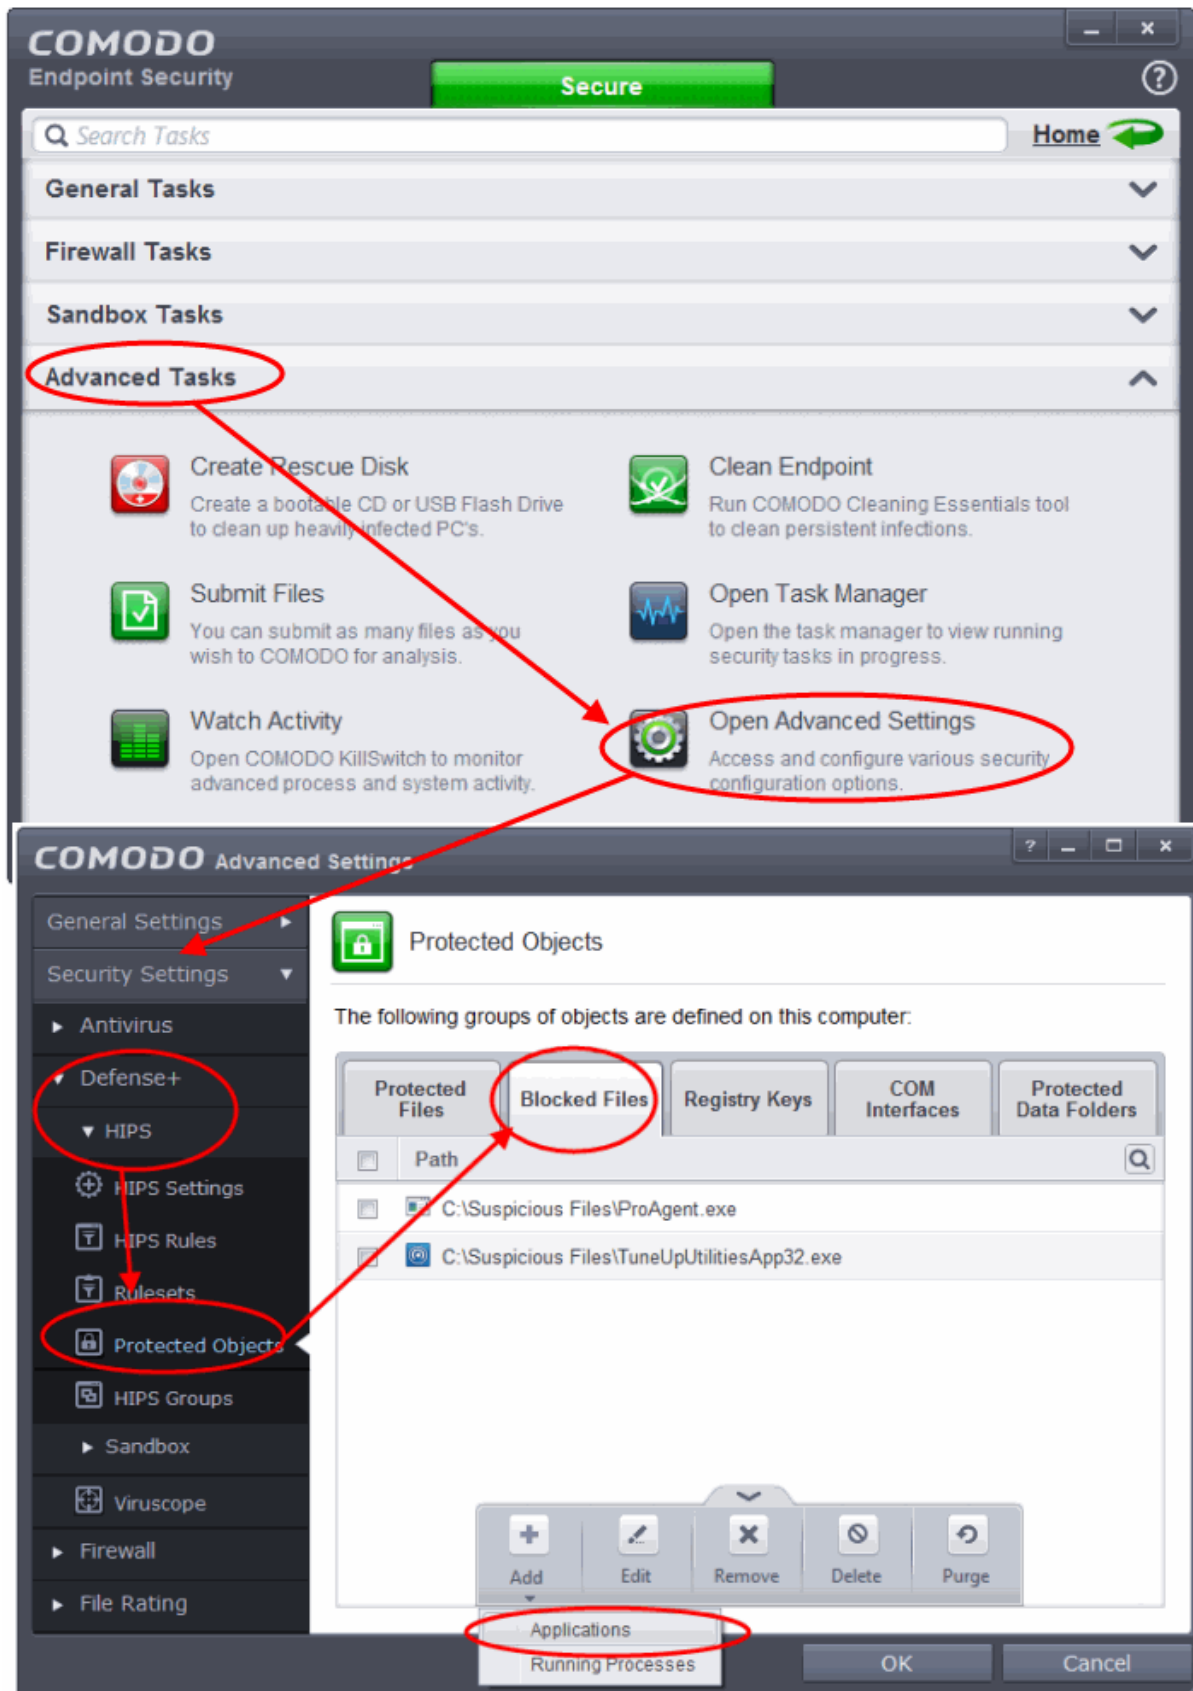 COMODO
Endpoint Security
Secure
?
Search Tasks
Home
General Tasks
Firewall Tasks
Sandbox Tasks
Advanced Tasks
Create Rescue Disk
Create a bootable CD or USB Flash Drive
to clean up heavily infected PC's.
Clean Endpoint
Run COMODO Cleaning Essentials tool
to clean persistent infections.
Submit Files
You can submit as many files as you
wish to COMODO for analysis.
Open Task Manager
Open the task manager to view running
security tasks in progress.
Watch Activity
Open COMODO KillSwitch to monitor
advanced process and system activity.
Open Advanced Settings
Access and configure various security
configuration options.
COMODO Advanced Settings
?
General Settings
Security Settings
Antivirus
Defense+
HIPS
HIPS Settings
HIPS Rules
Rulesets
Protected Objects
HIPS Groups
Sandbox
Viruscope
Firewall
File Rating
Protected Objects
The following groups of objects are defined on this computer:
Protected
Files
Blocked Files
Registry Keys
COM
Interfaces
Protected
Data Folders
Path
C:\Suspicious Files\ProAgent.exe
C:\Suspicious Files\TuneUpUtilitiesApp32.exe
Add
Edit
Remove
Delete
Purge
Applications
Running Processes
OK
Cancel